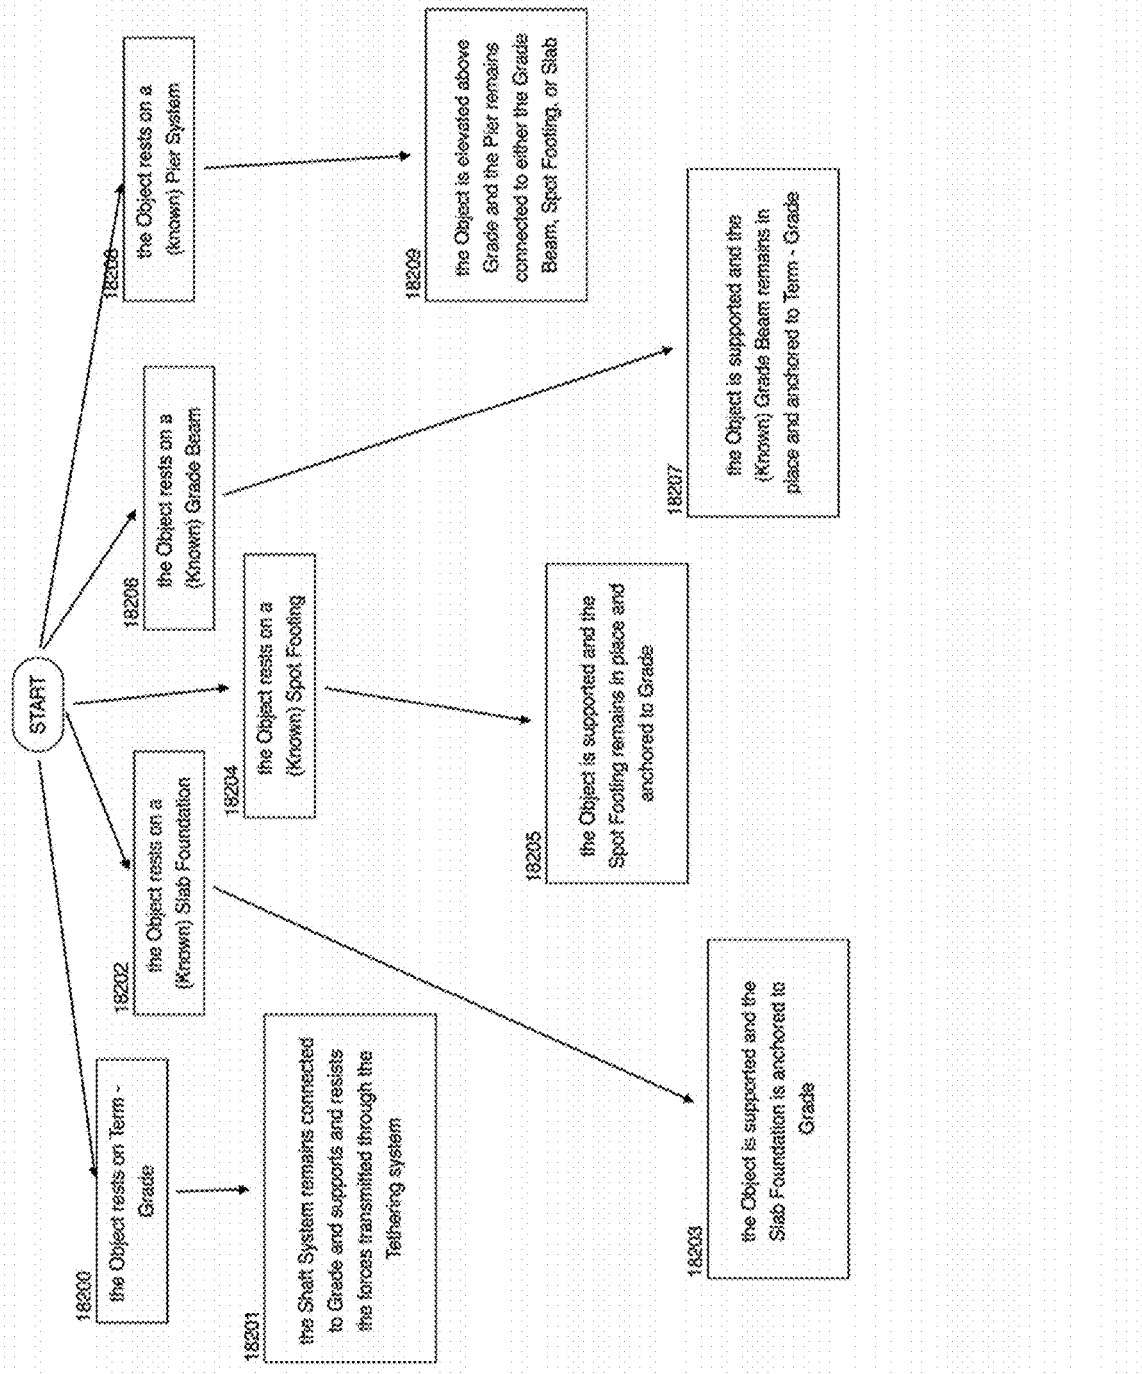 START
18200
the Object rests on Term -
Grade
18201
the Shaft System remains connected
to Grade and supports and resists
the forces transmitted through the
Tethering system
18202
the Object rests on a
(Known) Slab Foundation
18203
the Object is supported and the
Slab Foundation is anchored to
Grade
18204
the Object rests on a
(Known) Spot Footing
18205
the Object is supported and the
Spot Footing remains in place and
anchored to Grade
18206
the Object rests on a
(Known) Grade Beam
18207
the Object is supported and the
(Known) Grade Beam remains in
place and anchored to Term - Grade
18208
the Object rests on a
(known) Pier System
18209
the Object is elevated above
Grade and the Pier remains
connected to either the Grade
Beam, Spot Footing, or Slab